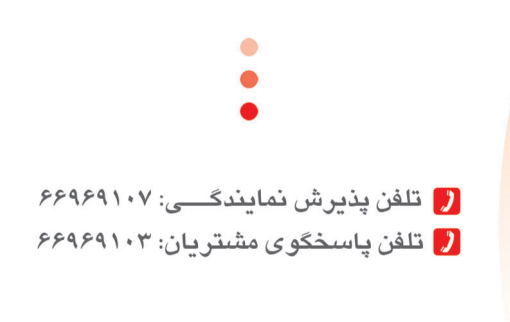 تلفن پذیرش نمایندگـــی: ۶۶۹۶۹۱۰۷
تلفن پاسخگوی مشتریان: ۶۶۹۶۹۱۰۳